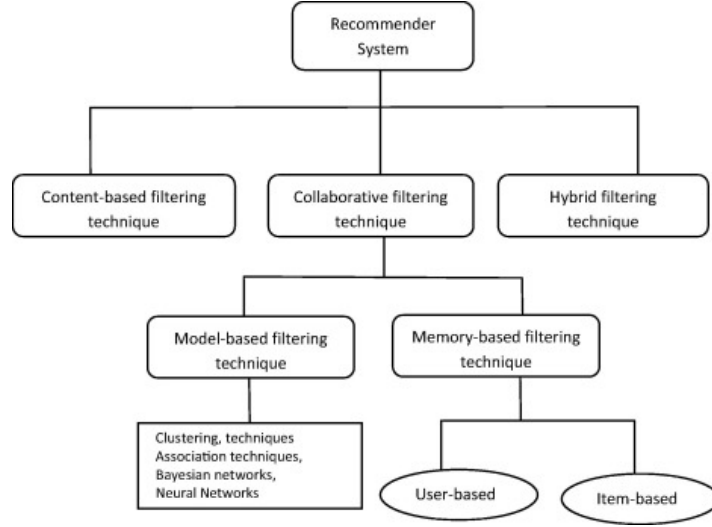 Recommender
System
Content-based filtering
technique
Collaborative filtering
technique
Hybrid filtering
technique
Model-based filtering
technique
Memory-based filtering
technique
Clustering, techniques
Association techniques,
Bayesian networks,
Neural Networks
User-based
Item-based